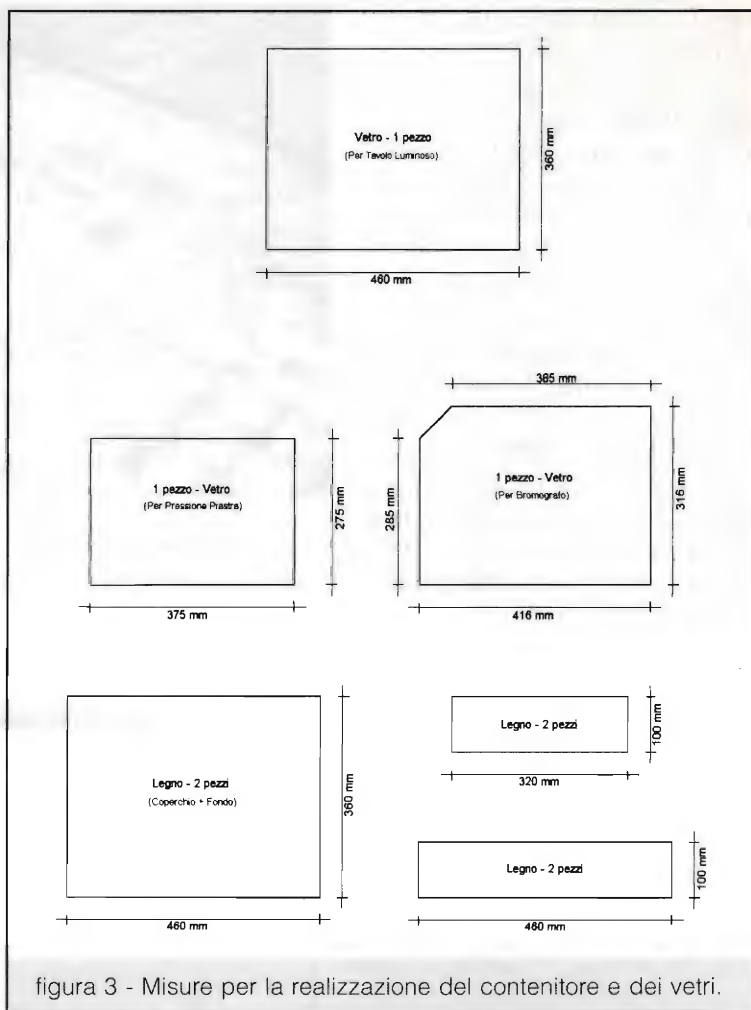 Vetro - 1 pezzo
(Per Tavolo Luminoso)
360 mm
460 mm
385 mm
1 pezzo - Vetro
(Per Pressione Piastra)
275 mm
375 mm
1 pezzo - Vetro
(Per Bromografo)
285 mm
316 mm
416 mm
Legno - 2 pezzi
(Coperchio + Fondo)
360 mm
460 mm
Legno - 2 pezzi
100 mm
320 mm
Legno - 2 pezzi
100 mm
460 mm
figura 3 - Misure per la realizzazione del contenitore e dei vetri.